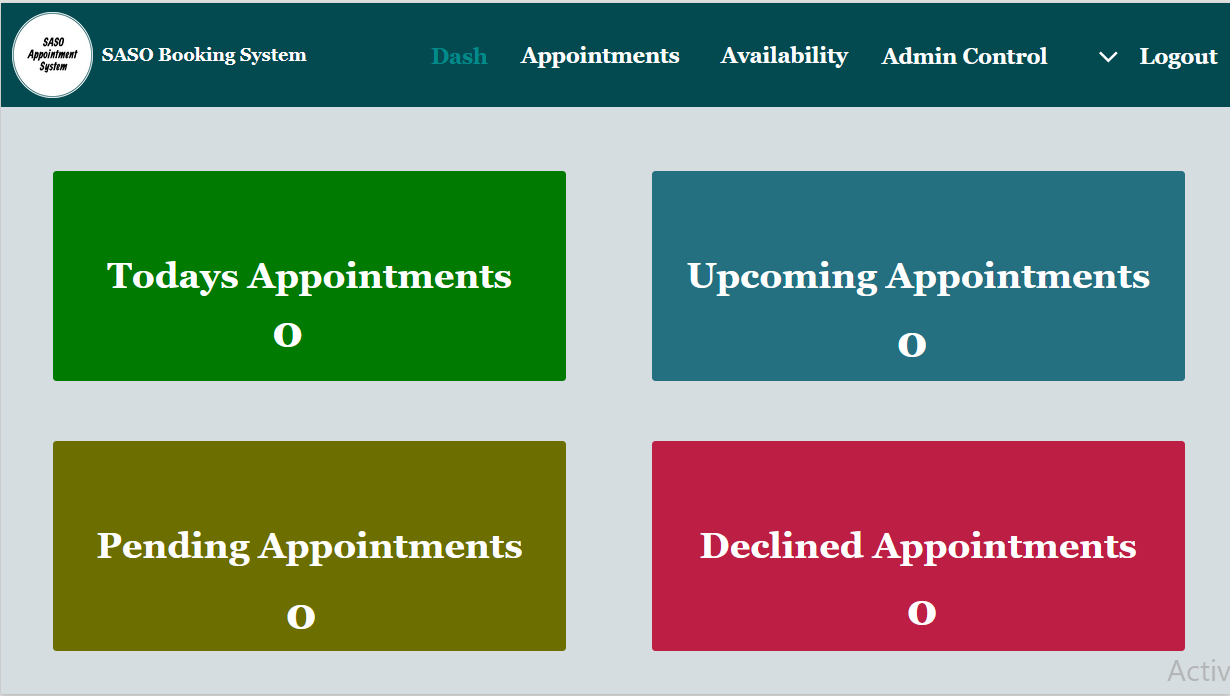 SASO
Appointment
System
SASO Booking System
Dash
Appointments
Availability
Admin Control
Logout
Todays Appointments
0
Upcoming Appointments
0
Pending Appointments
0
Declined Appointments
0
Activ